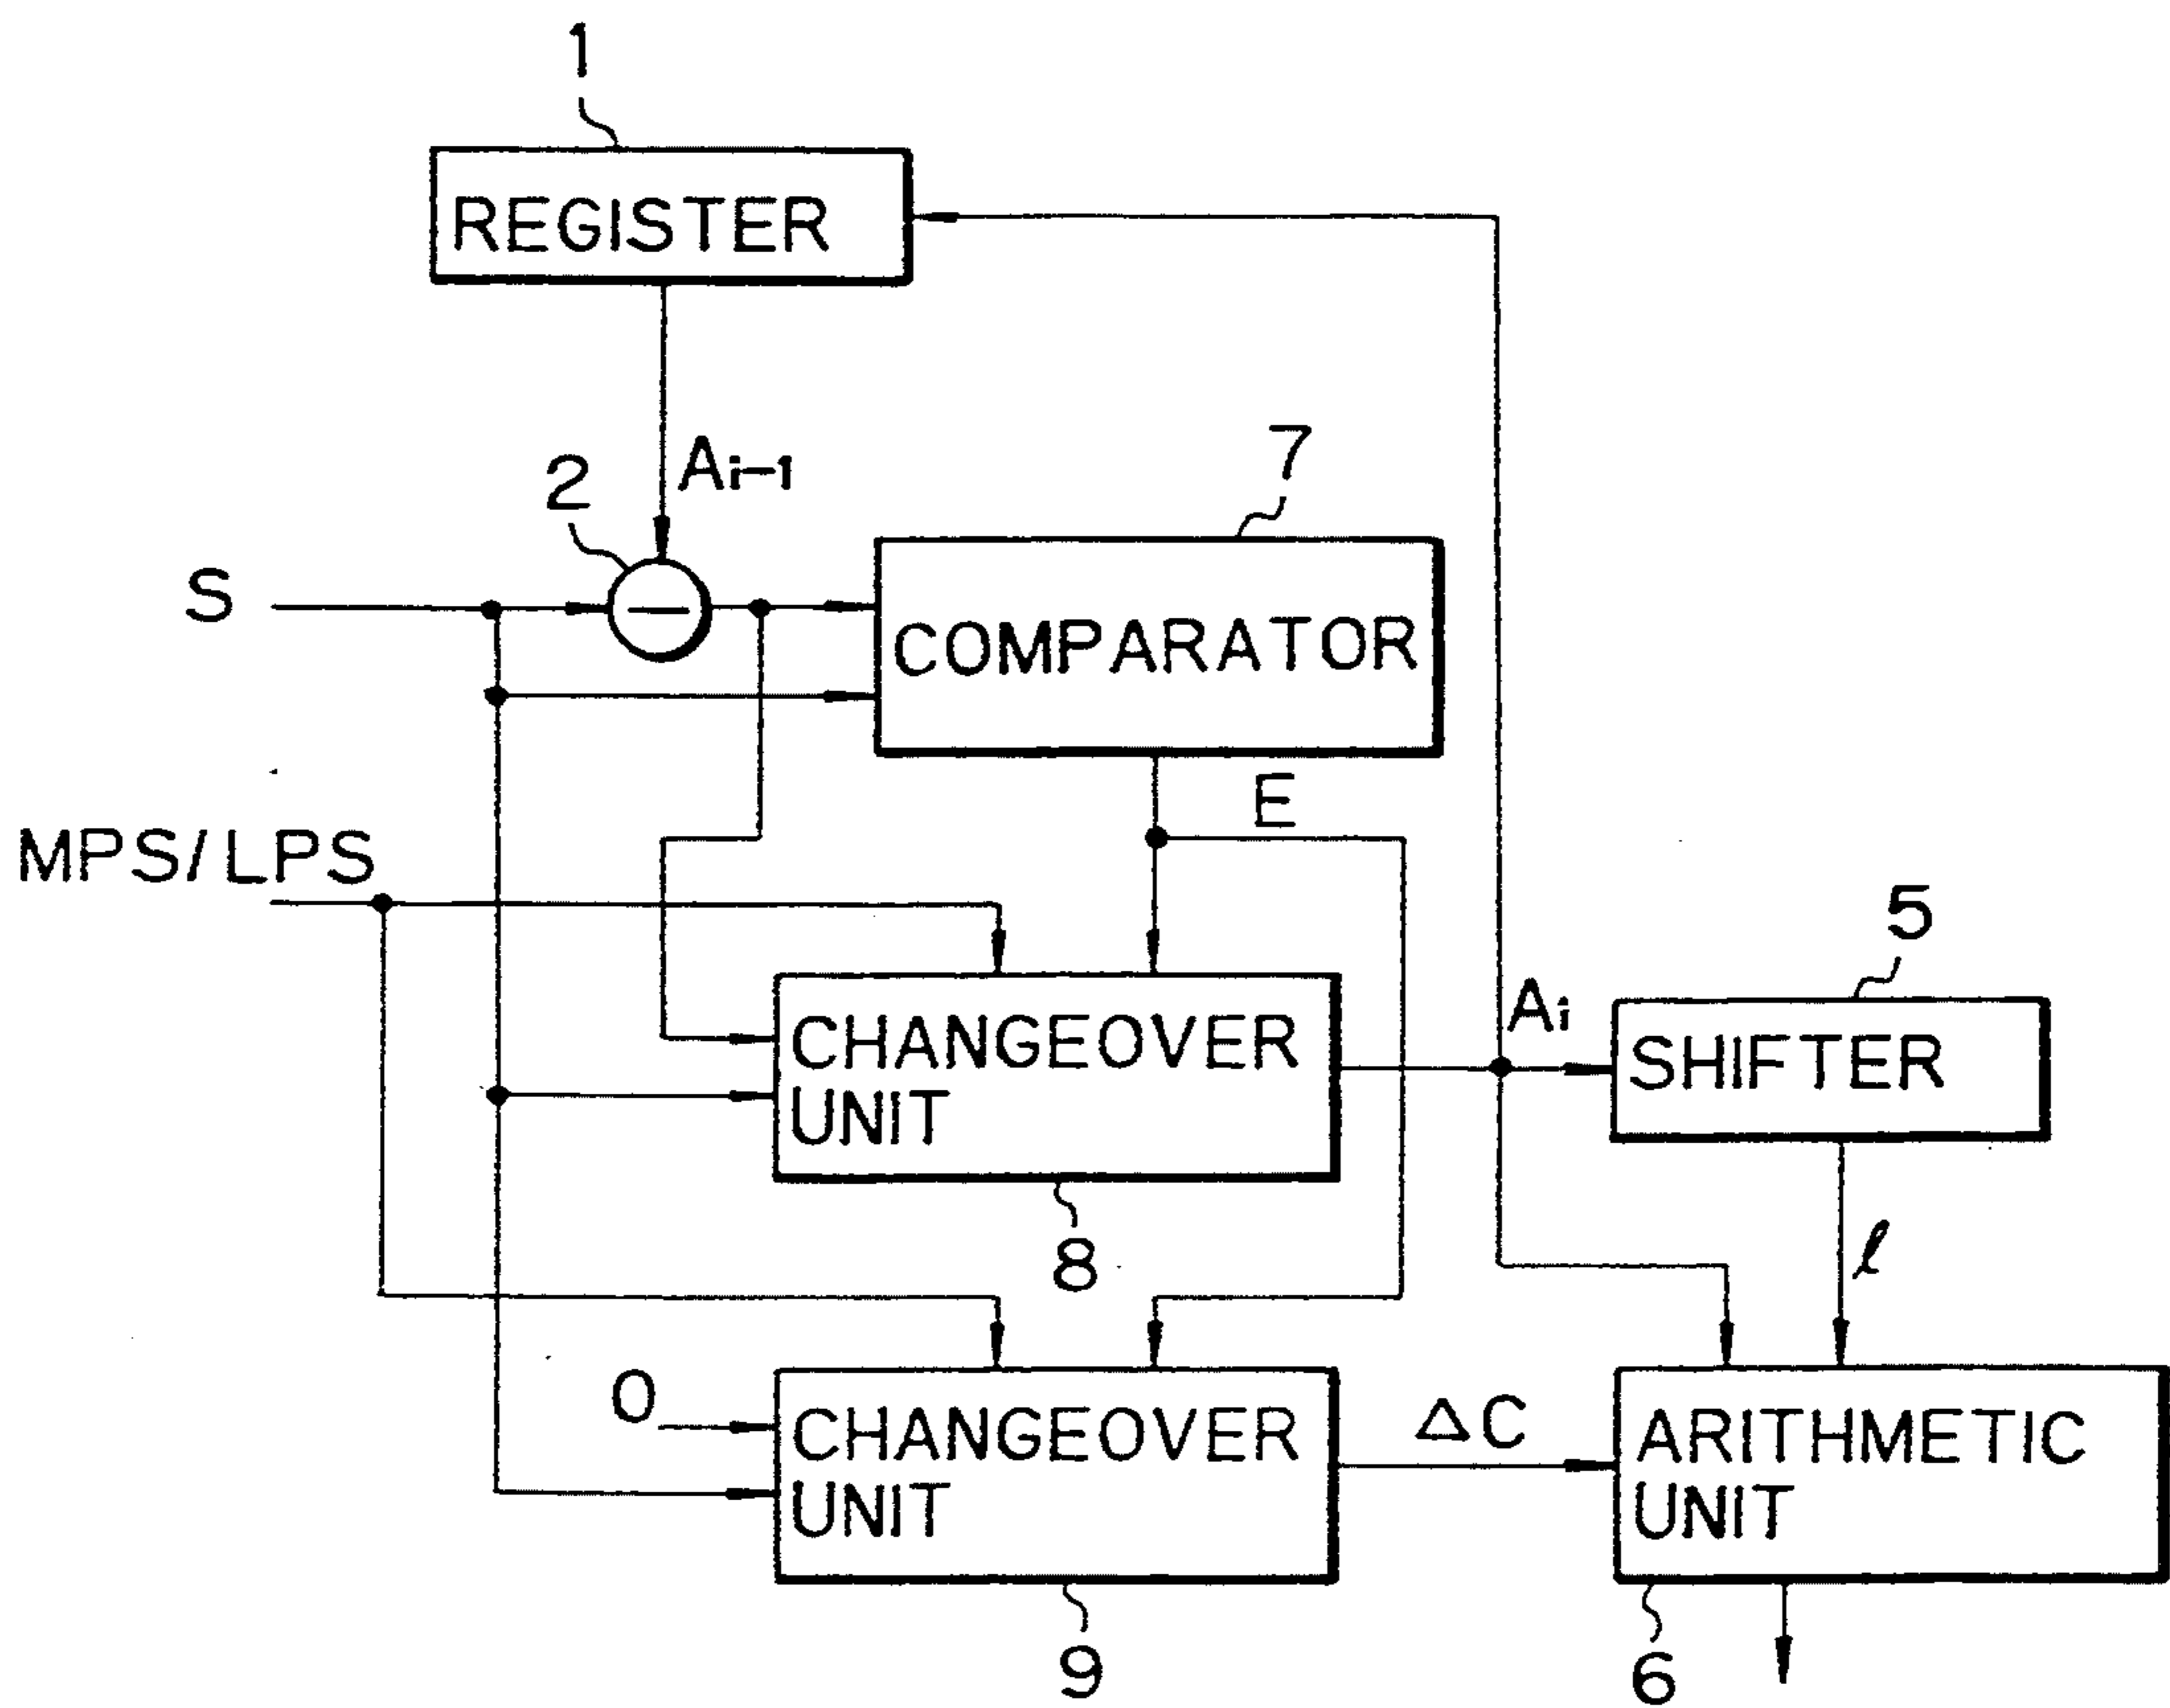 1
REGISTER
2
Ai-1
7
S
−
COMPARATOR
E
MPS/LPS
5
Ai
CHANGEOVER
UNIT
SHIFTER
8
ℓ
0
CHANGEOVER
UNIT
ΔC
ARITHMETIC
UNIT
9
6